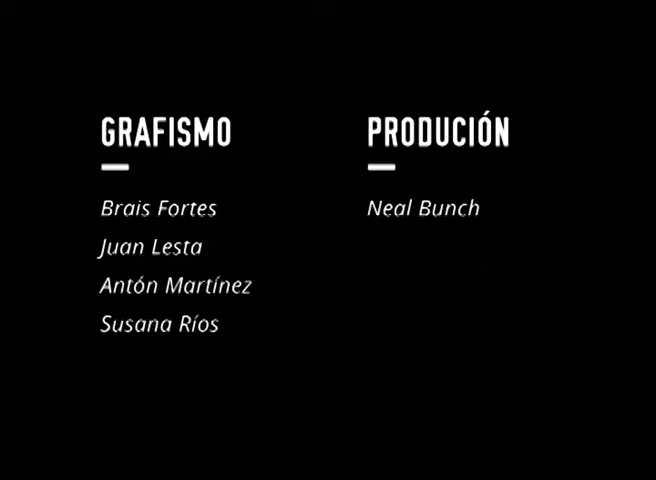 GRAFISMO
Brais Fortes
Juan Lesta
Antón Martínez
Susana Ríos
PRODUCIÓN
Neal Bunch